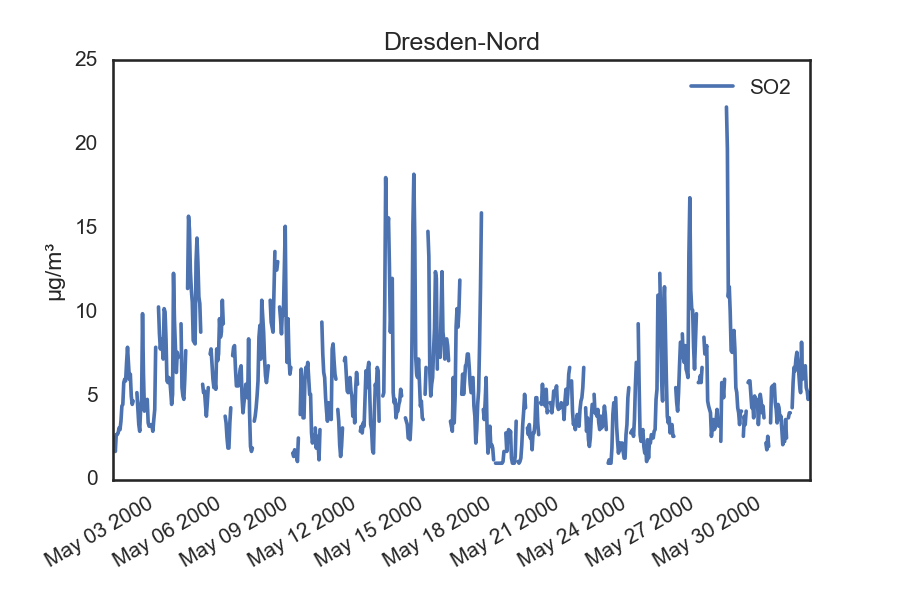 Dresden-Nord
SO2
µg/m³
25
20
15
10
5
0
May 03 2000
May 06 2000
May 09 2000
May 12 2000
May 15 2000
May 18 2000
May 21 2000
May 24 2000
May 27 2000
May 30 2000